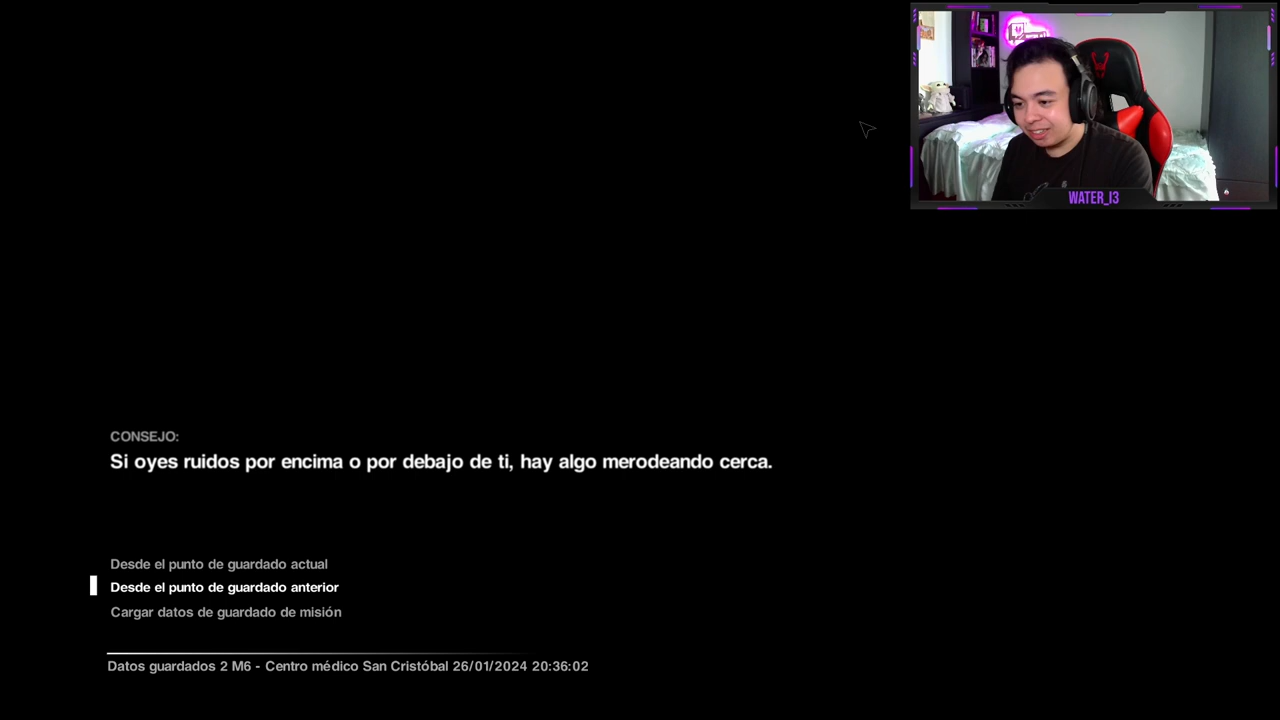 WATER_I3
CONSEJO:
Si oyes ruidos por encima o por debajo de ti, hay algo merodeando cerca.
Desde el punto de guardado actual
Desde el punto de guardado anterior
Cargar datos de guardado de misión
Datos guardados 2 M6 - Centro médico San Cristóbal 26/01/2024 20:36:02